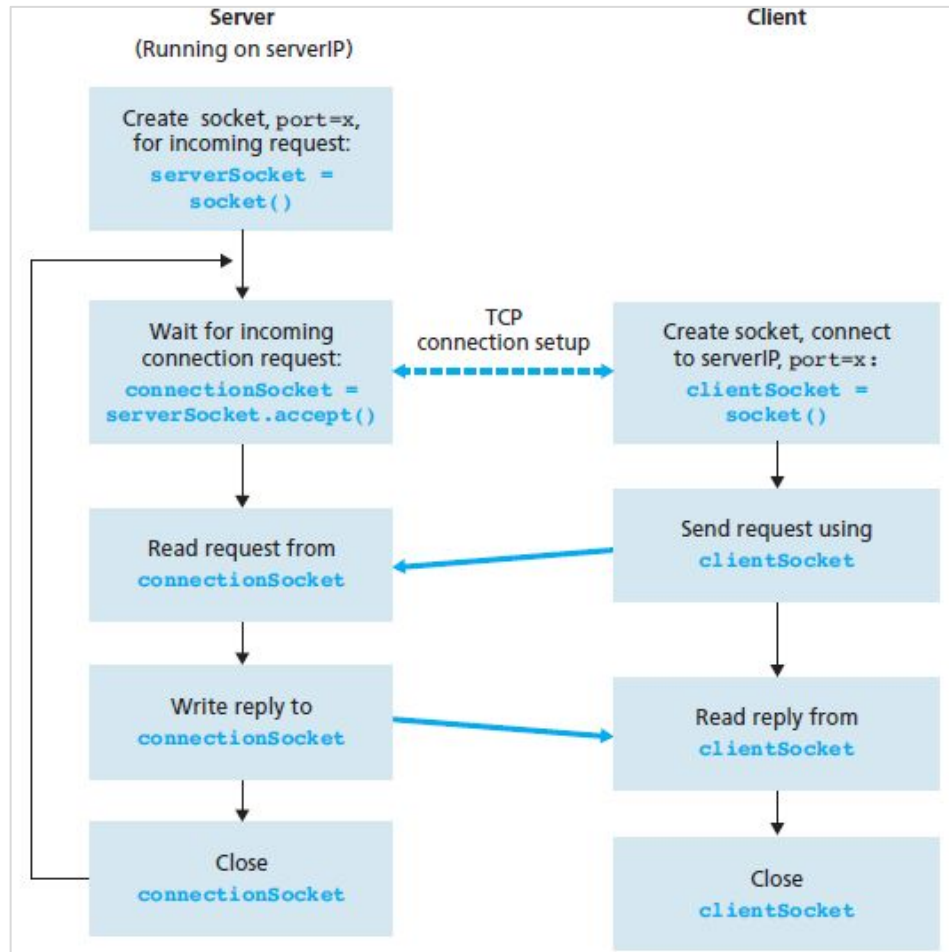 Server
(Running on serverIP)
Create socket, port=x,
for incoming request:
serverSocket =
socket()
Wait for incoming
connection request:
connectionSocket =
serverSocket.accept()
Read request from
connectionSocket
Write reply to
connectionSocket
Close
connectionSocket
TCP
connection setup
Client
Create socket, connect
to serverIP, port=x:
clientSocket =
socket()
Send request using
clientSocket
Read reply from
clientSocket
Close
clientSocket